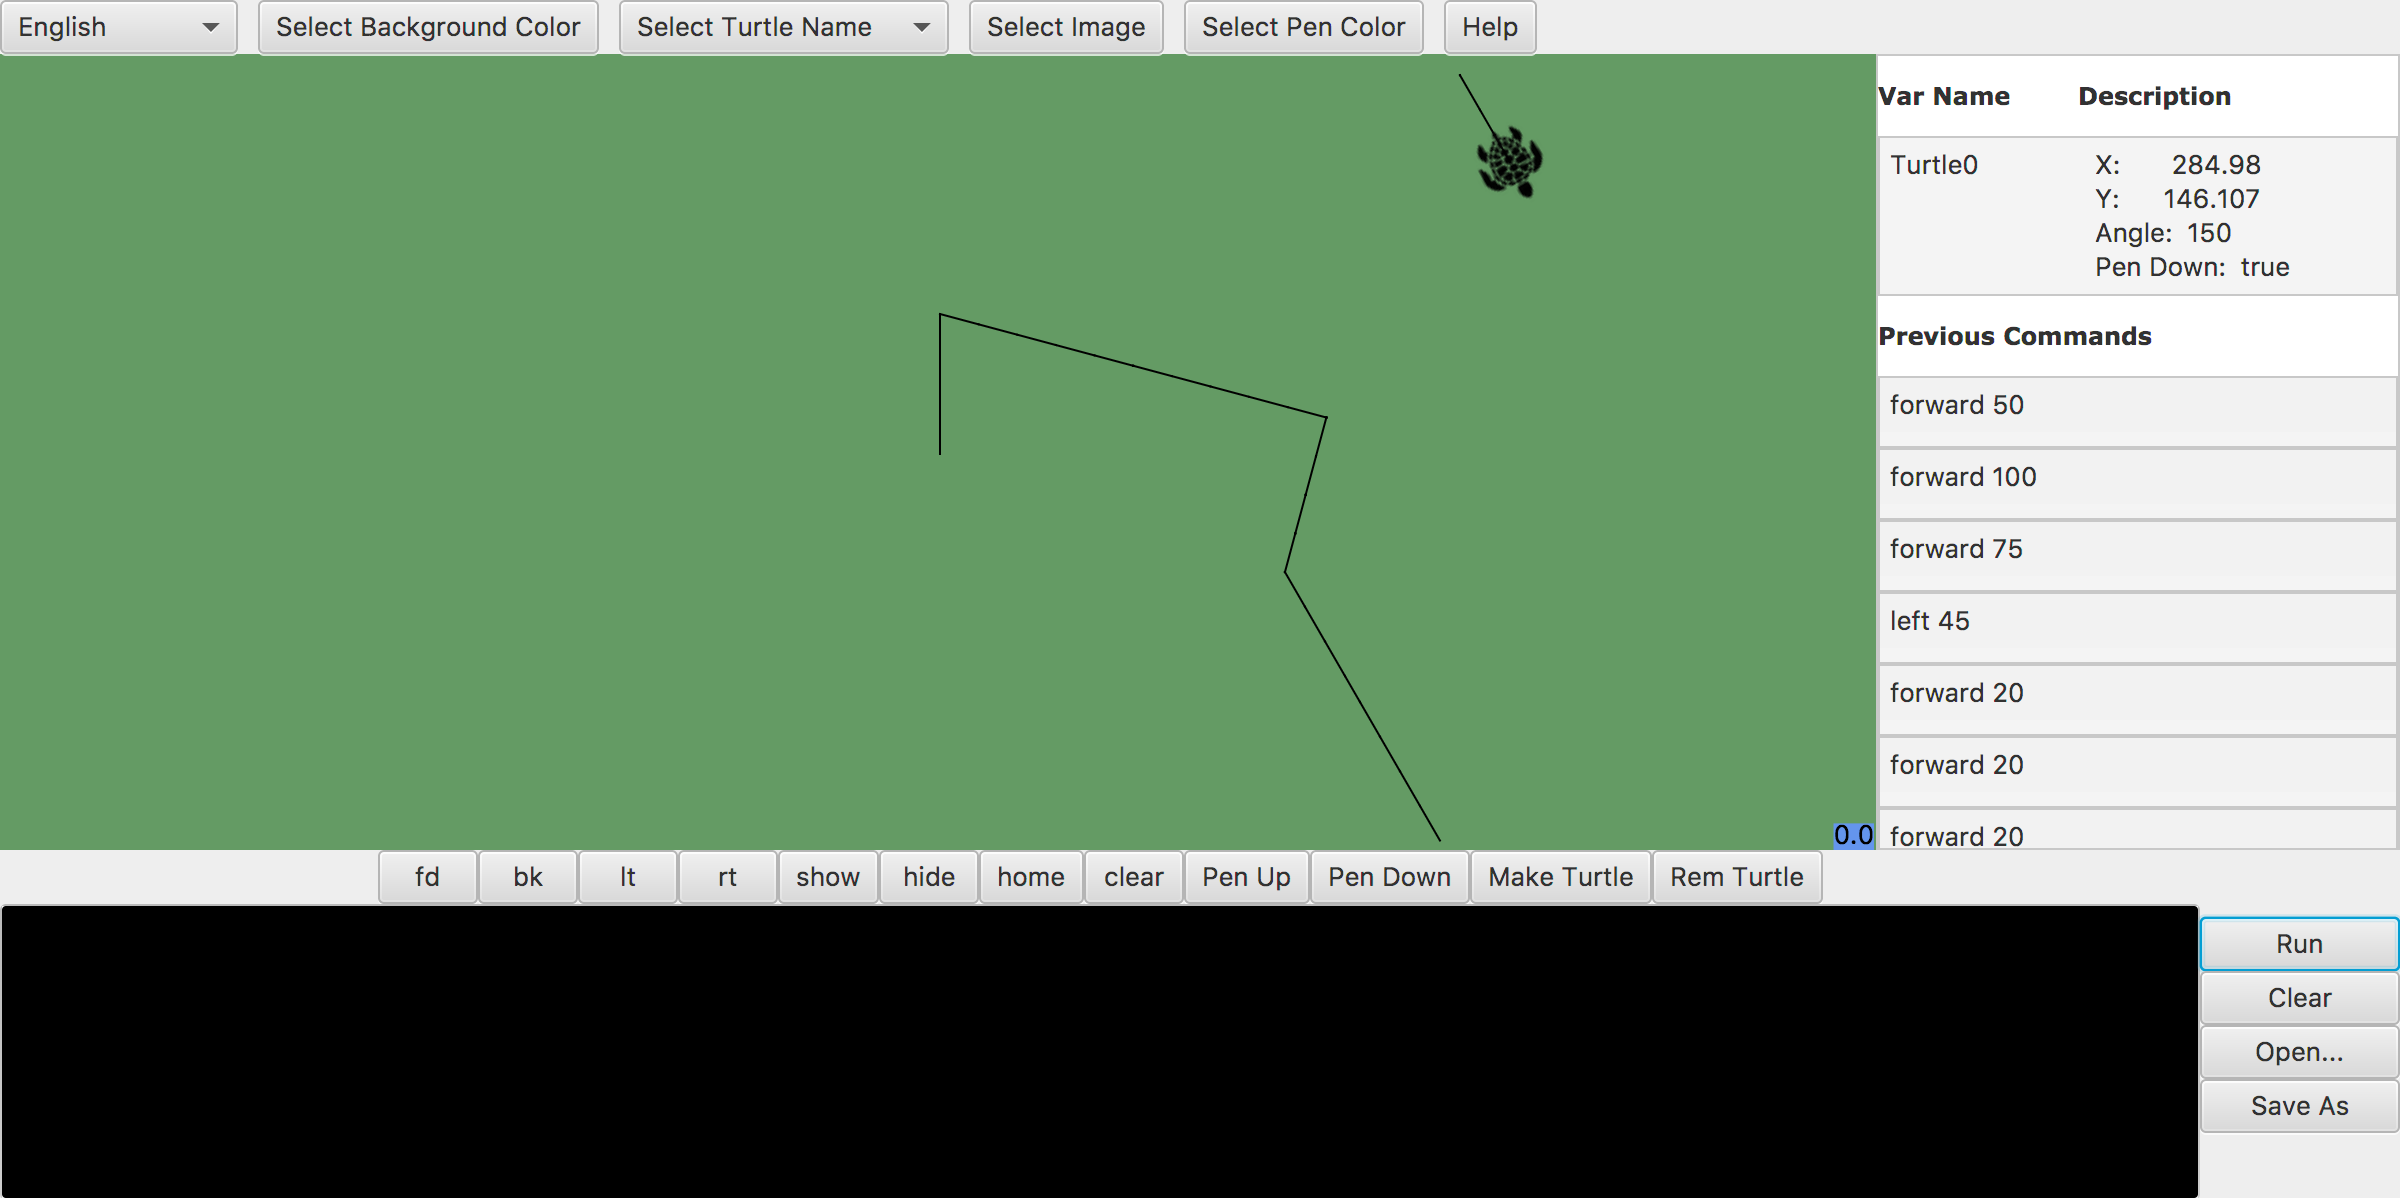 English Select Background Color Select Turtle Name Select Image Select Pen Color Help
Var Name Description
Turtle0 X: 284.98
Y: 146.107
Angle: 150
Pen Down: true
Previous Commands
forward 50
forward 100
forward 75
left 45
forward 20
forward 20
0.0 forward 20
fd bk lt rt show hide home clear Pen Up Pen Down Make Turtle Rem Turtle
Run
Clear
Open...
Save As